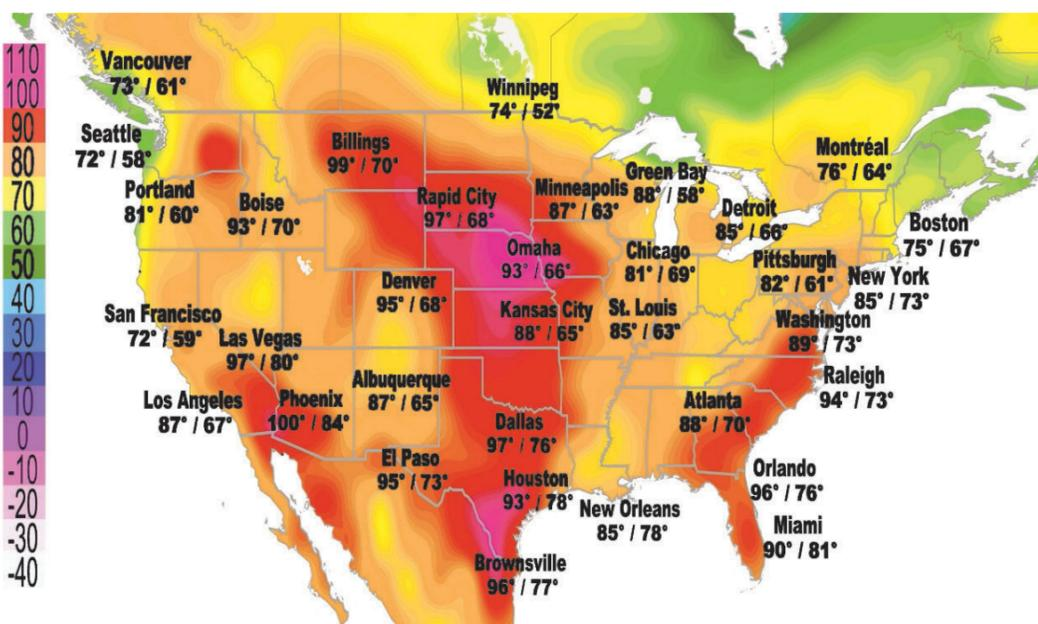 110
100
90
80
70
60
50
40
30
20
10
0
-10
-20
-30
-40
Vancouver
73° / 61°
Winnipeg
74° / 52°
Seattle
72° / 58°
Billings
99° / 70°
Montréal
76° / 64°
Portland
81° / 60°
Boise
93° / 70°
Rapid City
97° / 68°
Minneapolis
87° / 63°
Green Bay
88° / 58°
Detroit
85° / 66°
Boston
75° / 67°
Omaha
93° / 66°
Chicago
81° / 69°
Pittsburgh
82° / 61°
New York
85° / 73°
Denver
95° / 68°
San Francisco
72° / 59°
Las Vegas
97° / 80°
Kansas City
88° / 65°
St. Louis
85° / 63°
Washington
89° / 73°
Raleigh
94° / 73°
Los Angeles
87° / 67°
Phoenix
100° / 84°
Albuquerque
87° / 65°
Dallas
97° / 76°
Atlanta
88° / 70°
El Paso
95° / 73°
Houston
93° / 78°
New Orleans
85° / 78°
Orlando
96° / 76°
Miami
90° / 81°
Brownsville
96° / 77°